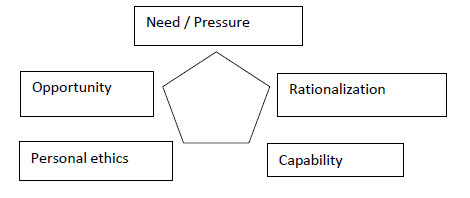 Need / Pressure
Opportunity
Rationalization
Personal ethics
Capability